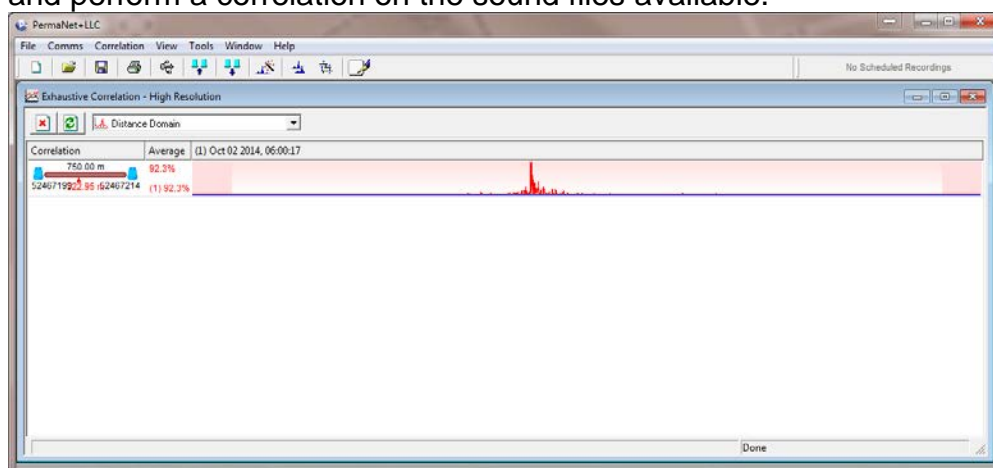 and perform a correlation on the sound files available.
PermaNet+LLC
File Comms Correlation View Tools Window Help
No Scheduled Recordings
Exhaustive Correlation - High Resolution
Distance Domain
Correlation Average (1) Oct 02 2014, 06:00:17
750.00 m 92.3%
52467214 (1) 92.3%
Done